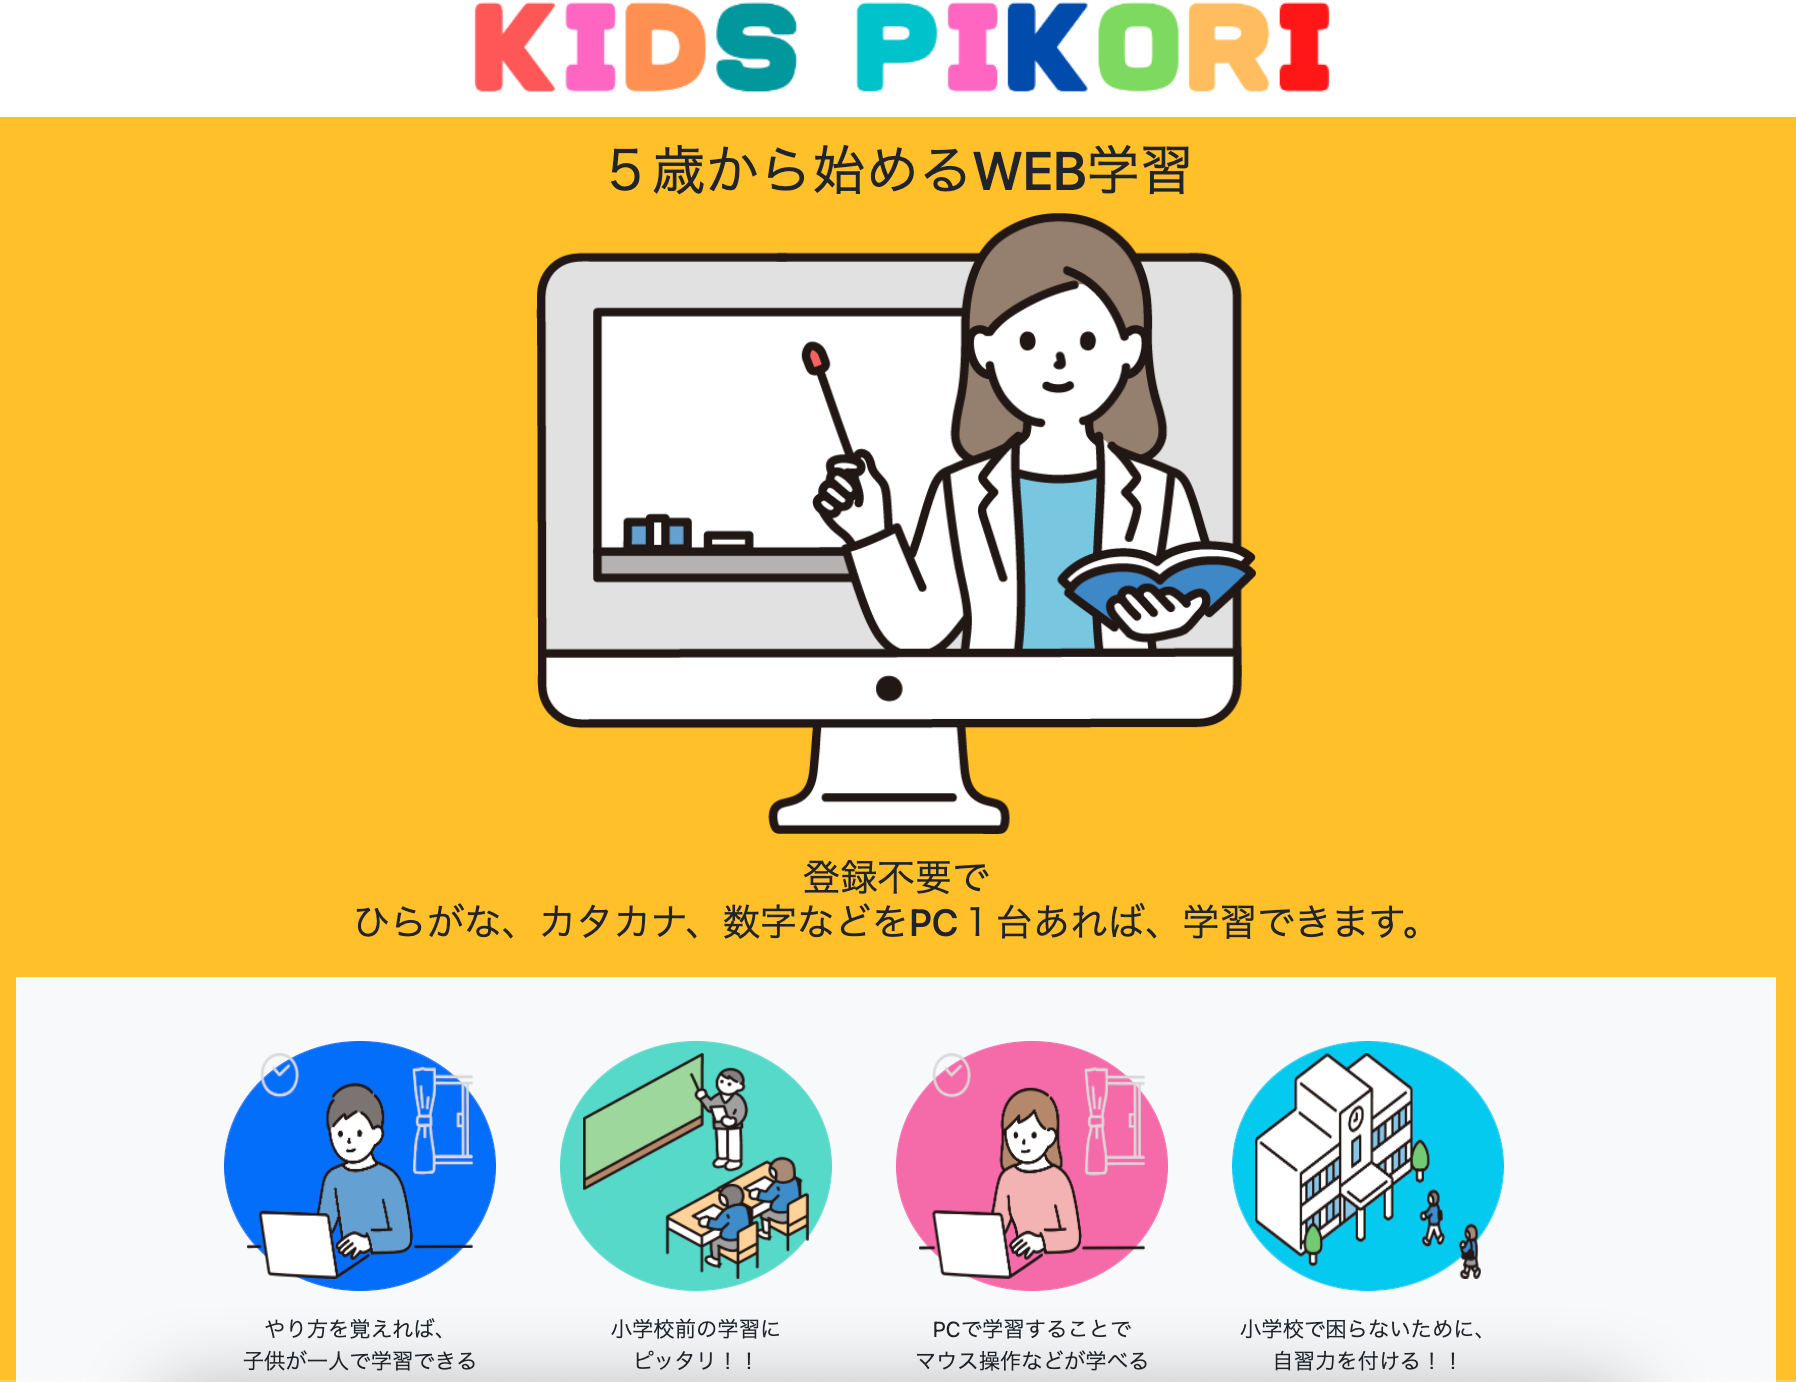 KIDS PIKORI
５歳から始めるWEB学習
登録不要で
ひらがな、カタカナ、数字などをPC１台あれば、学習できます。
やり方を覚えれば、
子供が一人で学習できる
小学校前の学習に
ピッタリ！！
PCで学習することで
マウス操作などが学べる
小学校で困らないために、
自習力を付ける！！